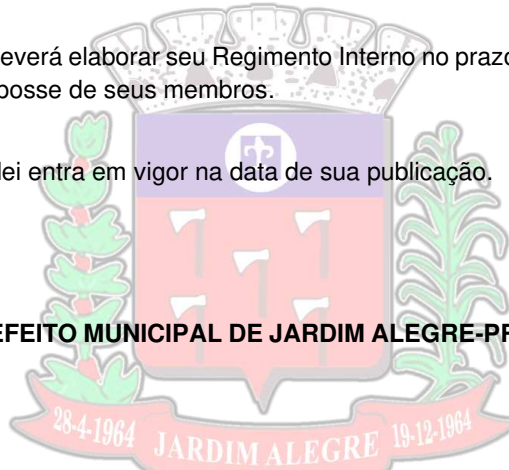 everá elaborar seu Regimento Interno no prazo
posse de seus membros.
lei entra em vigor na data de sua publicação.
EFEITO MUNICIPAL DE JARDIM ALEGRE-PR
28-4-1964 JARDIM ALEGRE 19-12-1964